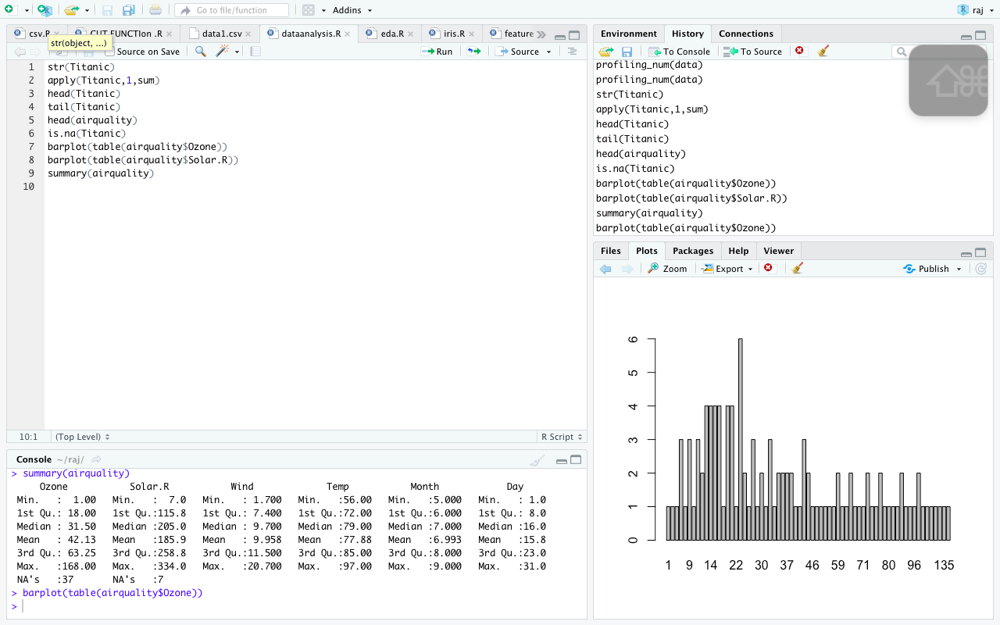 Go to file/function
Addins
raj
csv.R
CUT FUNCTIon .R
data1.csv
dataanalysis.R
eda.R
iris.R
feature
str(object, ...)
Source on Save
Run
Source
1 str(Titanic)
2 apply(Titanic,1,sum)
3 head(Titanic)
4 tail(Titanic)
5 head(airquality)
6 is.na(Titanic)
7 barplot(table(airquality$Ozone))
8 barplot(table(airquality$Solar.R))
9 summary(airquality)
10
10:1 (Top Level) R Script
Console ~/raj/
> summary(airquality)
Ozone Solar.R Wind Temp Month Day
Min. : 1.00 Min. : 7.0 Min. : 1.700 Min. :56.00 Min. :5.000 Min. : 1.0
1st Qu.: 18.00 1st Qu.:115.8 1st Qu.: 7.400 1st Qu.:72.00 1st Qu.:6.000 1st Qu.: 8.0
Median : 31.50 Median :205.0 Median : 9.700 Median :79.00 Median :7.000 Median :16.0
Mean : 42.13 Mean :185.9 Mean : 9.958 Mean :77.88 Mean :6.993 Mean :15.8
3rd Qu.: 63.25 3rd Qu.:258.8 3rd Qu.:11.500 3rd Qu.:85.00 3rd Qu.:8.000 3rd Qu.:23.0
Max. :168.00 Max. :334.0 Max. :20.700 Max. :97.00 Max. :9.000 Max. :31.0
NA's :37 NA's :7
> barplot(table(airquality$Ozone))
>
Environment History Connections
To Console To Source
profiling_num(data)
profiling_num(data)
str(Titanic)
apply(Titanic,1,sum)
head(Titanic)
tail(Titanic)
head(airquality)
is.na(Titanic)
barplot(table(airquality$Ozone))
barplot(table(airquality$Solar.R))
summary(airquality)
barplot(table(airquality$Ozone))
Files Plots Packages Help Viewer
Zoom Export Publish
6
5
4
3
2
1
0
1 9 14 22 30 37 46 59 71 80 96 135